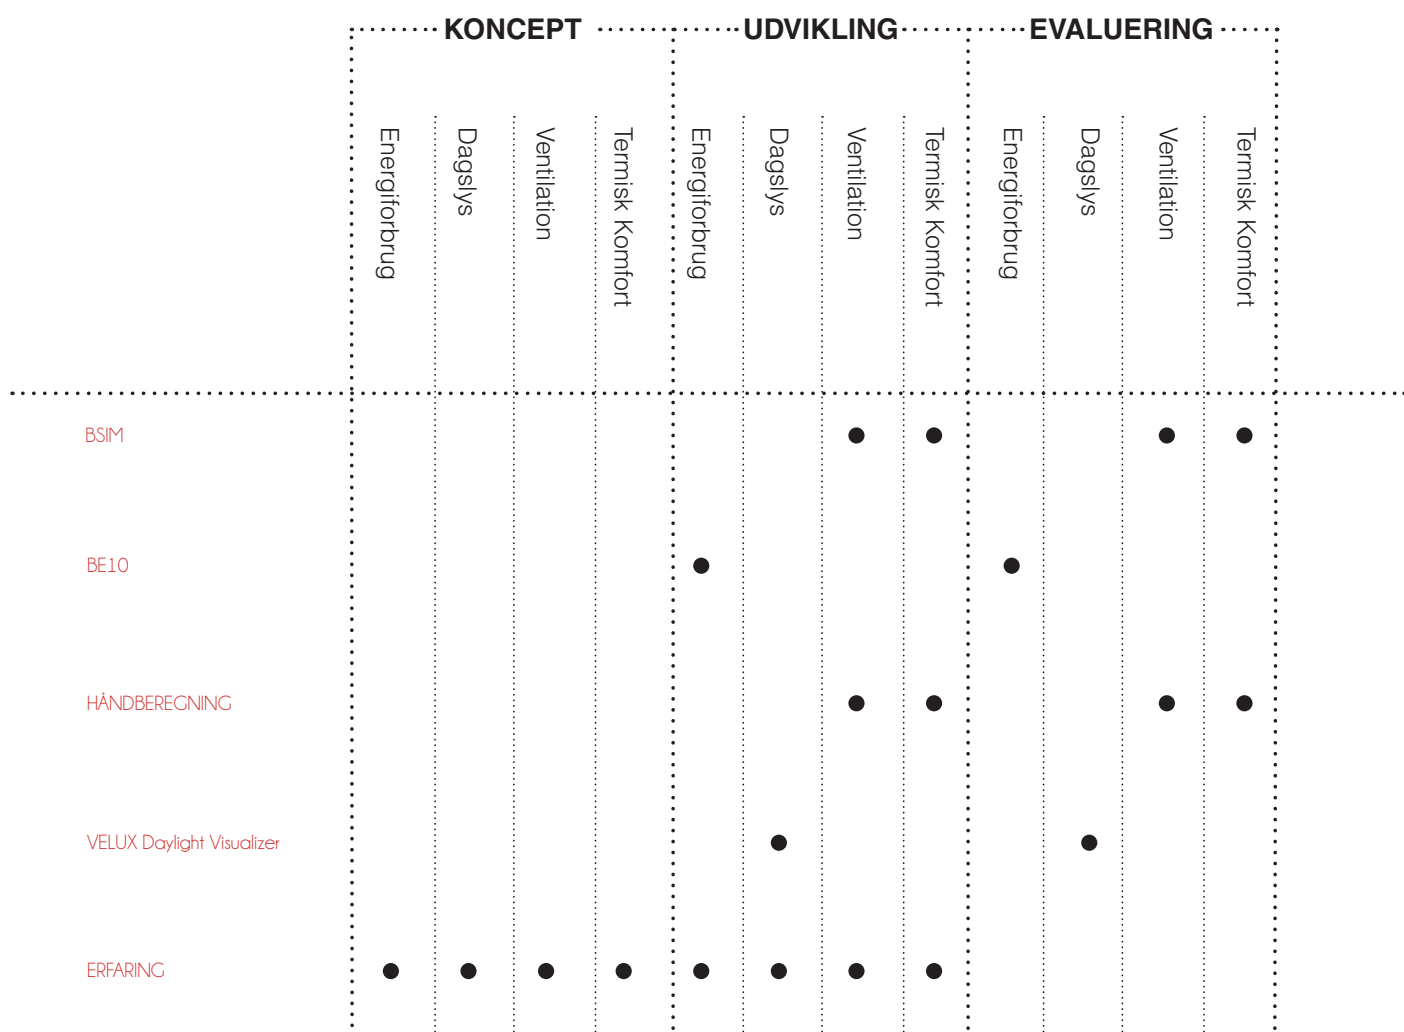 KONCEPT UDVIKLING EVALUERING
Energiforbrug Dagslys Ventilation Termisk Komfort Energiforbrug Dagslys Ventilation Termisk Komfort Energiforbrug Dagslys Ventilation Termisk Komfort
BSIM
BE10
HÅNDBEREGNING
VELUX Daylight Visualizer
ERFARING